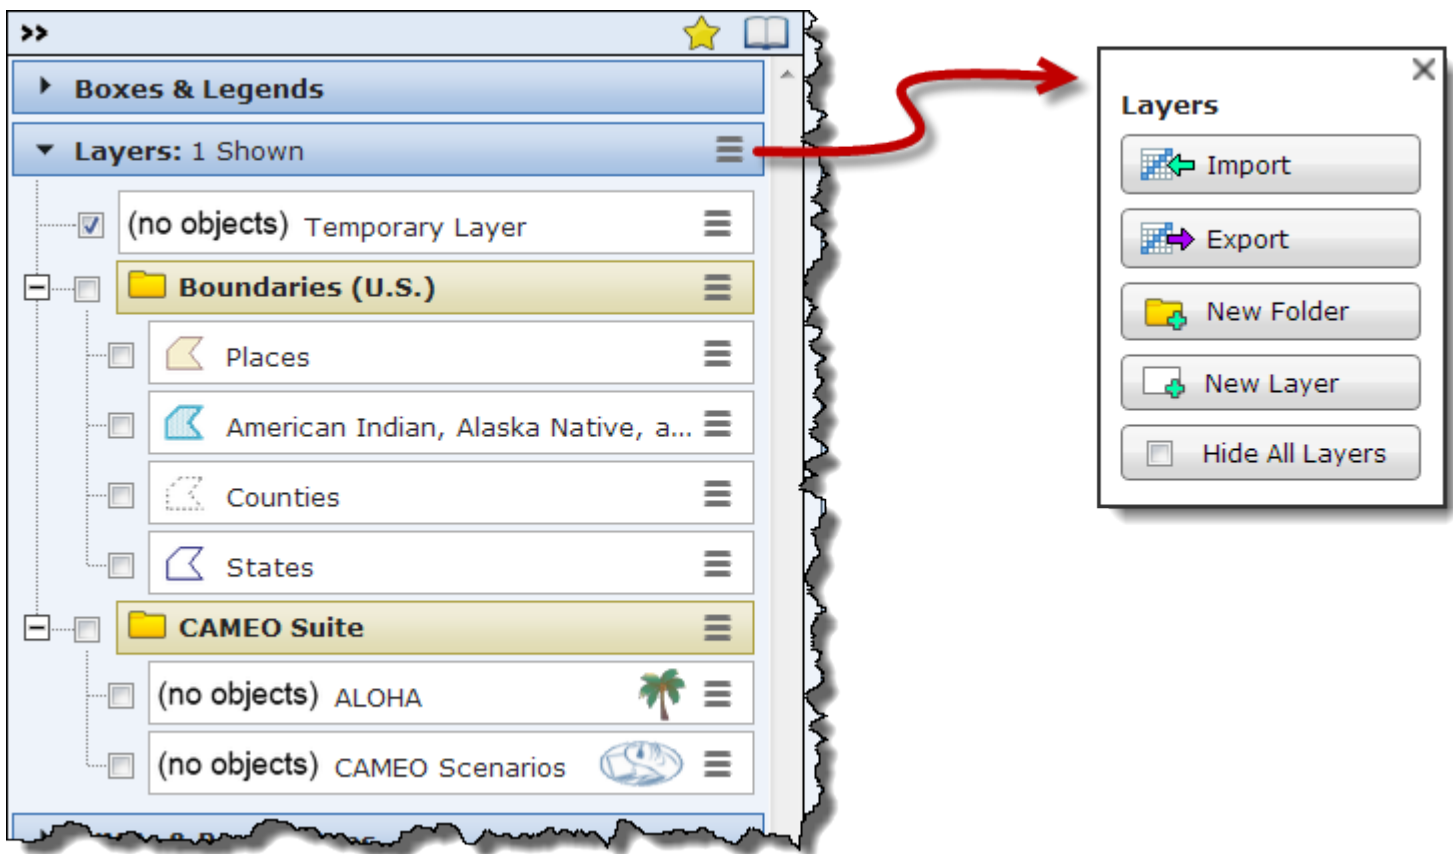 Boxes & Legends
Layers: 1 Shown
(no objects) Temporary Layer
Boundaries (U.S.)
Places
American Indian, Alaska Native, a...
Counties
States
CAMEO Suite
(no objects) ALOHA
(no objects) CAMEO Scenarios
Layers
Import
Export
New Folder
New Layer
Hide All Layers